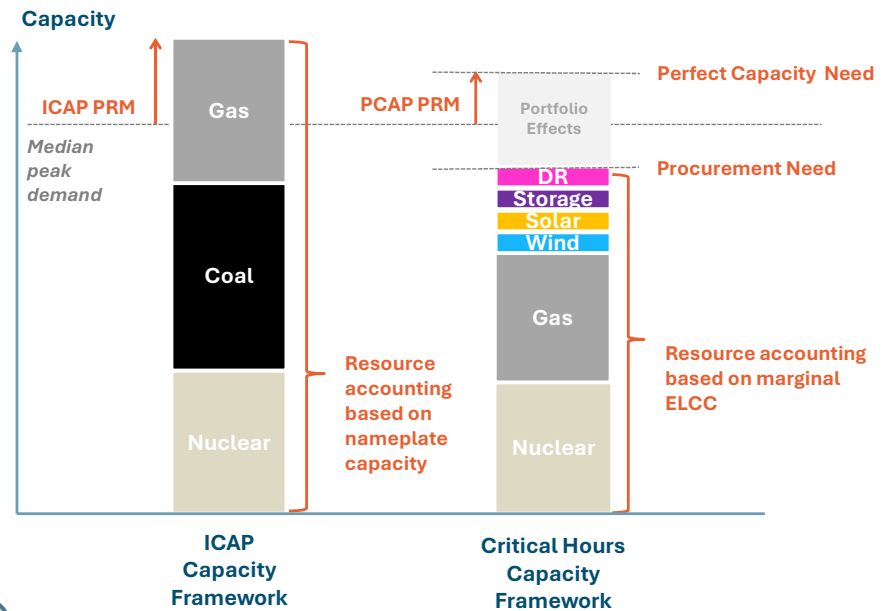 Capacity
ICAP PRM
Median
peak
demand
Gas
Coal
Nuclear
Resource
accounting
based on
nameplate
capacity
ICAP
Capacity
Framework
PCAP PRM
Portfolio
Effects
DR
Storage
Solar
Wind
Gas
Nuclear
Perfect Capacity Need
Procurement Need
Resource accounting
based on marginal
ELCC
Critical Hours
Capacity
Framework